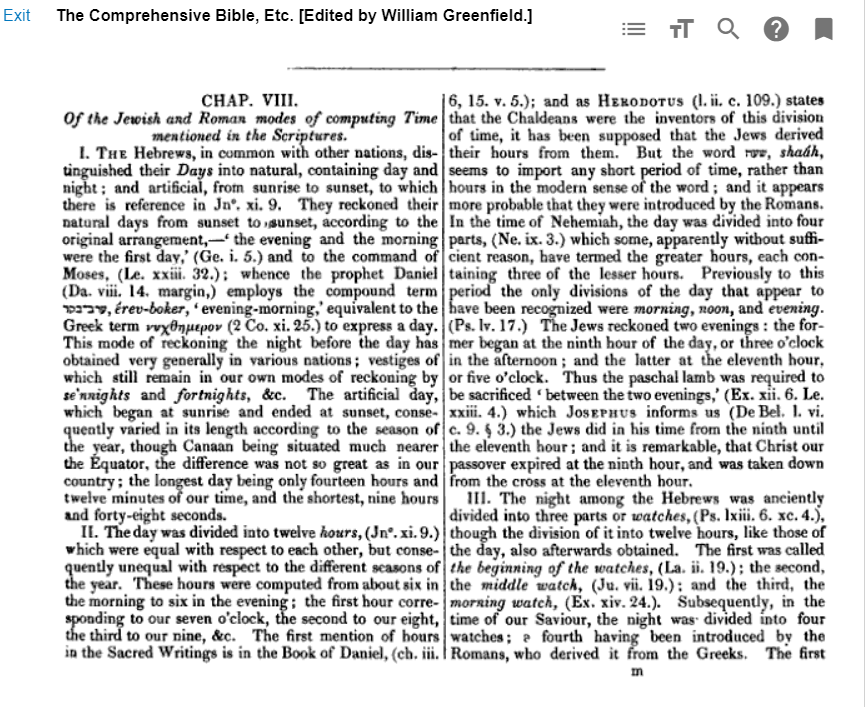 Exit The Comprehensive Bible, Etc. [Edited by William Greenfield.]
CHAP. VIII.
Of the Jewish and Roman modes of computing Time
mentioned in the Scriptures.
I. THE Hebrews, in common with other nations, dis-
tinguished their Days into natural, containing day and
night; and artificial, from sunrise to sunset, to which
there is reference in Jnº. xi. 9. They reckoned their
natural days from sunset to sunset, according to the
original arrangement,—‘ the evening and the morning
were the first day,’ (Ge. i. 5.) and to the command of
Moses, (Le. xxiii. 32.); whence the prophet Daniel
(Da. viii. 14. margin,) employs the compound term
ערב־בקר, érev-boker, ‘ evening-morning,’ equivalent to the
Greek term νυχθημερον (2 Co. xi. 25.) to express a day.
This mode of reckoning the night before the day has
obtained very generally in various nations; vestiges of
which still remain in our own modes of reckoning by
se'nnights and fortnights, &c. The artificial day,
which began at sunrise and ended at sunset, conse-
quently varied in its length according to the season of
the year, though Canaan being situated much nearer
the Equator, the difference was not so great as in our
country; the longest day being only fourteen hours and
twelve minutes of our time, and the shortest, nine hours
and forty-eight seconds.
II. The day was divided into twelve hours, (Jnº. xi. 9.)
which were equal with respect to each other, but conse-
quently unequal with respect to the different seasons of
the year. These hours were computed from about six in
the morning to six in the evening; the first hour corre-
sponding to our seven o'clock, the second to our eight,
the third to our nine, &c. The first mention of hours
in the Sacred Writings is in the Book of Daniel, (ch. iii.
6, 15. v. 5.); and as HERODOTUS (l. ii. c. 109.) states
that the Chaldeans were the inventors of this division
of time, it has been supposed that the Jews derived
their hours from them. But the word שעה, shaáh,
seems to import any short period of time, rather than
hours in the modern sense of the word; and it appears
more probable that they were introduced by the Romans.
In the time of Nehemiah, the day was divided into four
parts, (Ne. ix. 3.) which some, apparently without suffi-
cient reason, have termed the greater hours, each con-
taining three of the lesser hours. Previously to this
period the only divisions of the day that appear to
have been recognized were morning, noon, and evening.
(Ps. lv. 17.) The Jews reckoned two evenings: the for-
mer began at the ninth hour of the day, or three o'clock
in the afternoon; and the latter at the eleventh hour,
or five o'clock. Thus the paschal lamb was required to
be sacrificed ‘ between the two evenings,’ (Ex. xii. 6. Le.
xxiii. 4.) which JOSEPHUS informs us (De Bel. l. vi.
c. 9. § 3.) the Jews did in his time from the ninth until
the eleventh hour; and it is remarkable, that Christ our
passover expired at the ninth hour, and was taken down
from the cross at the eleventh hour.
III. The night among the Hebrews was anciently
divided into three parts or watches, (Ps. lxiii. 6. xc. 4.),
though the division of it into twelve hours, like those of
the day, also afterwards obtained. The first was called
the beginning of the watches, (La. ii. 19.); the second,
the middle watch, (Ju. vii. 19.); and the third, the
morning watch, (Ex. xiv. 24.). Subsequently, in the
time of our Saviour, the night was divided into four
watches; a fourth having been introduced by the
Romans, who derived it from the Greeks. The first
m